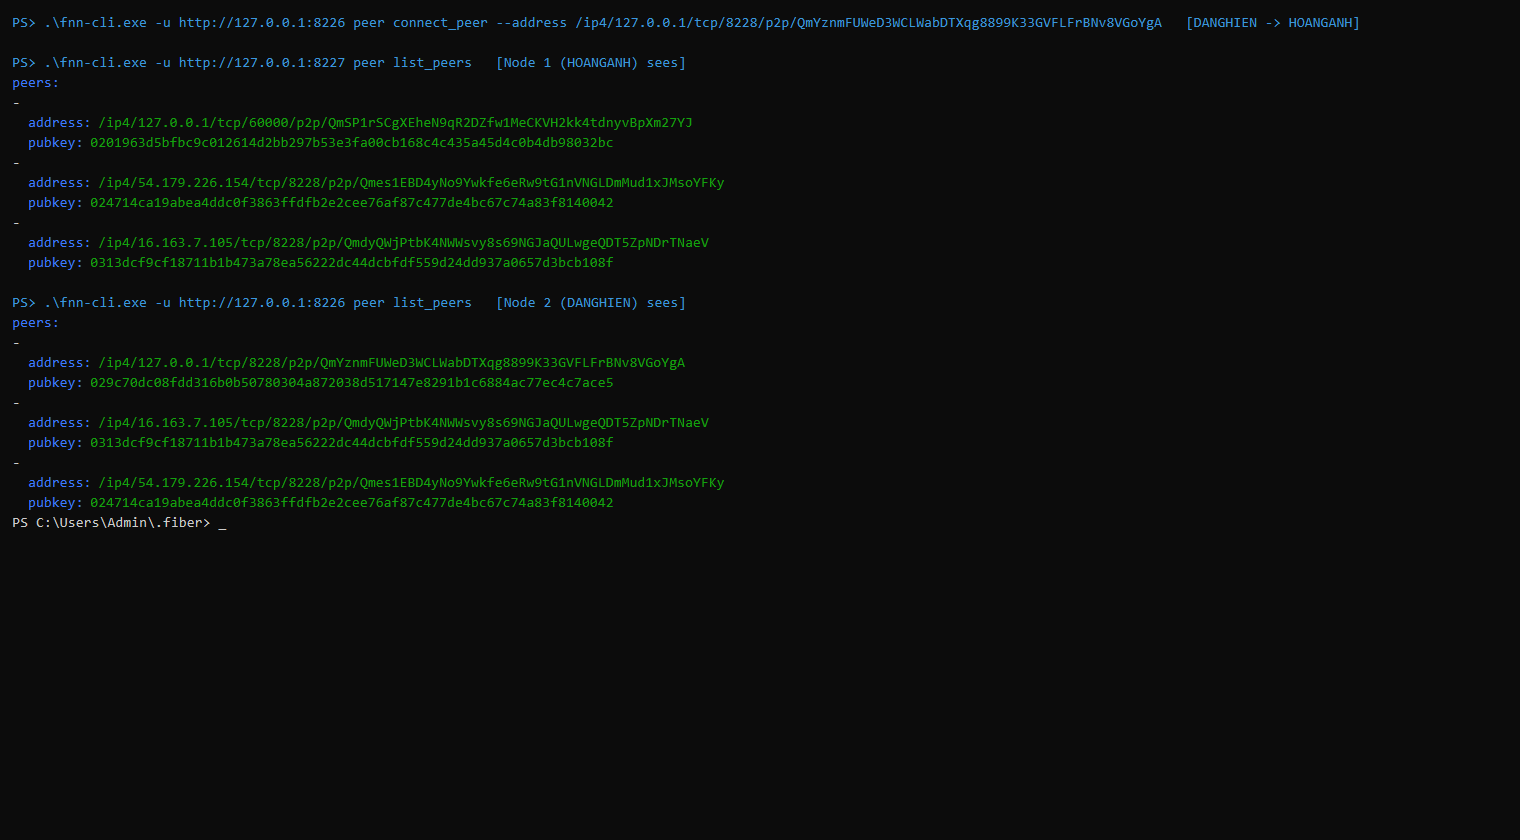 PS> .\fnn-cli.exe -u http://127.0.0.1:8226 peer connect_peer --address /ip4/127.0.0.1/tcp/8228/p2p/QmYznmFUWeD3WCLWabDTXqg8899K33GVFLFrBNv8VGoYgA [DANGHIEN -> HOANGANH]
PS> .\fnn-cli.exe -u http://127.0.0.1:8227 peer list_peers [Node 1 (HOANGANH) sees]
peers:
-
address: /ip4/127.0.0.1/tcp/60000/p2p/QmSP1rSCgXEheN9qR2DZfw1MeCKVH2kk4tdnyvBpXm27YJ
pubkey: 0201963d5bfbc9c012614d2bb297b53e3fa00cb168c4c435a45d4c0b4db98032bc
-
address: /ip4/54.179.226.154/tcp/8228/p2p/Qmes1EBD4yNo9Ywkfe6eRw9tG1nVNGLDmMud1xJMsoYFKy
pubkey: 024714ca19abea4ddc0f3863ffdfb2e2cee76af87c477de4bc67c74a83f8140042
-
address: /ip4/16.163.7.105/tcp/8228/p2p/QmdyQWjPtbK4NWWsvy8s69NGJaQULwgeQDT5ZpNDrTNaeV
pubkey: 0313dcf9cf18711b1b473a78ea56222dc44dcbfdf559d24dd937a0657d3bcb108f
PS> .\fnn-cli.exe -u http://127.0.0.1:8226 peer list_peers [Node 2 (DANGHIEN) sees]
peers:
-
address: /ip4/127.0.0.1/tcp/8228/p2p/QmYznmFUWeD3WCLWabDTXqg8899K33GVFLFrBNv8VGoYgA
pubkey: 029c70dc08fdd316b0b50780304a872038d517147e8291b1c6884ac77ec4c7ace5
-
address: /ip4/16.163.7.105/tcp/8228/p2p/QmdyQWjPtbK4NWWsvy8s69NGJaQULwgeQDT5ZpNDrTNaeV
pubkey: 0313dcf9cf18711b1b473a78ea56222dc44dcbfdf559d24dd937a0657d3bcb108f
-
address: /ip4/54.179.226.154/tcp/8228/p2p/Qmes1EBD4yNo9Ywkfe6eRw9tG1nVNGLDmMud1xJMsoYFKy
pubkey: 024714ca19abea4ddc0f3863ffdfb2e2cee76af87c477de4bc67c74a83f8140042
PS C:\Users\Admin\.fiber> _